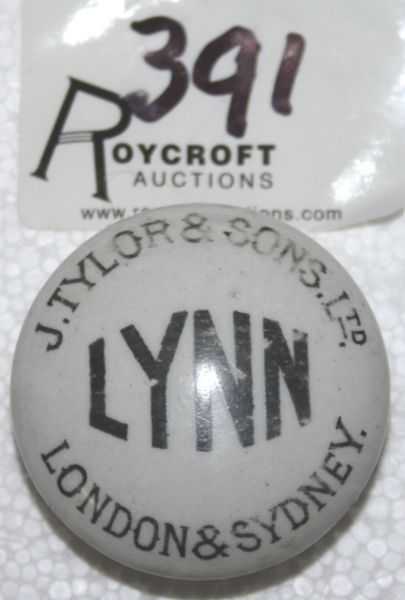 391
ROYCROFT
AUCTIONS
J. TYLOR & SONS. LTD.
LYNN
LONDON & SYDNEY.